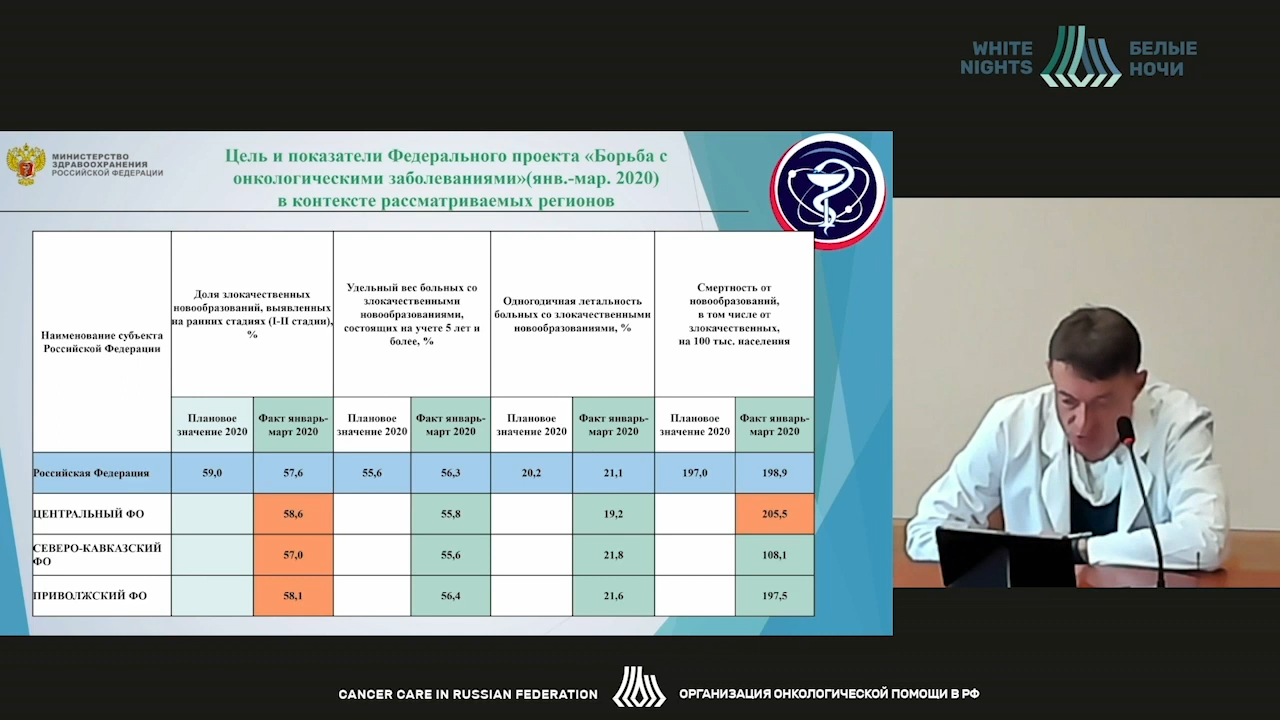 WHITE
NIGHTS
БЕЛЫЕ
НОЧИ
МИНИСТЕРСТВО
ЗДРАВООХРАНЕНИЯ
РОССИЙСКОЙ ФЕДЕРАЦИИ
Цель и показатели Федерального проекта «Борьба с
онкологическими заболеваниями»(янв.-мар. 2020)
в контексте рассматриваемых регионов
Наименование субъекта
Российской Федерации
Доля злокачественных
новообразований, выявленных
на ранних стадиях (I-II стадии),
%
Удельный вес больных со
злокачественными
новообразованиями,
состоящих на учете 5 лет и
более, %
Одногодичная летальность
больных со злокачественными
новообразованиями, %
Смертность от
новообразований,
в том числе от
злокачественных,
на 100 тыс. населения
Плановое
значение 2020
Факт январь-
март 2020
Плановое
значение 2020
Факт январь-
март 2020
Плановое
значение 2020
Факт январь-
март 2020
Плановое
значение 2020
Факт январь-
март 2020
Российская Федерация 59,0 57,6 55,6 56,3 20,2 21,1 197,0 198,9
ЦЕНТРАЛЬНЫЙ ФО 58,6 55,8 19,2 205,5
СЕВЕРО-КАВКАЗСКИЙ
ФО 57,0 55,6 21,8 108,1
ПРИВОЛЖСКИЙ ФО 58,1 56,4 21,6 197,5
CANCER CARE IN RUSSIAN FEDERATION
ОРГАНИЗАЦИЯ ОНКОЛОГИЧЕСКОЙ ПОМОЩИ В РФ